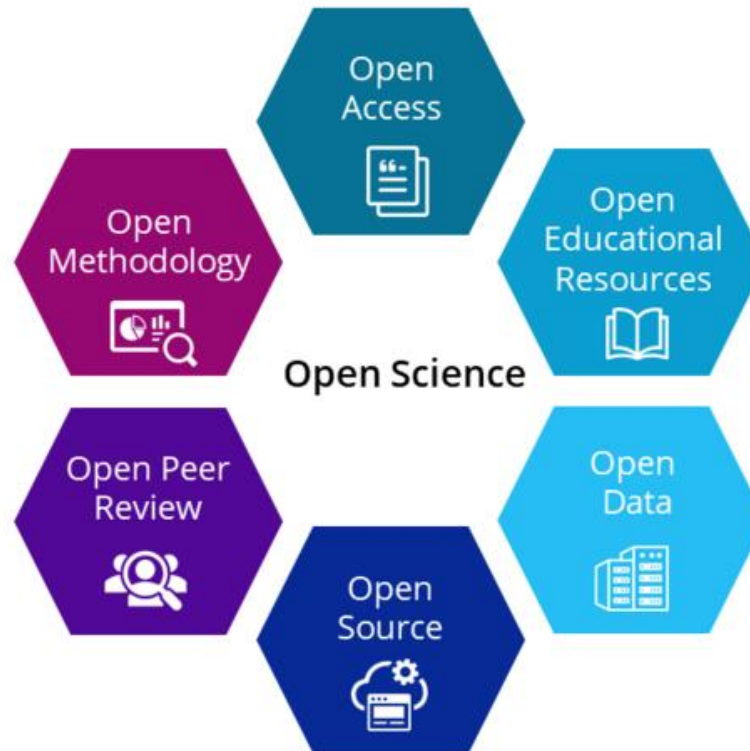 Open
Access
Open
Educational
Resources
Open
Data
Open
Source
Open Peer
Review
Open
Methodology
Open Science